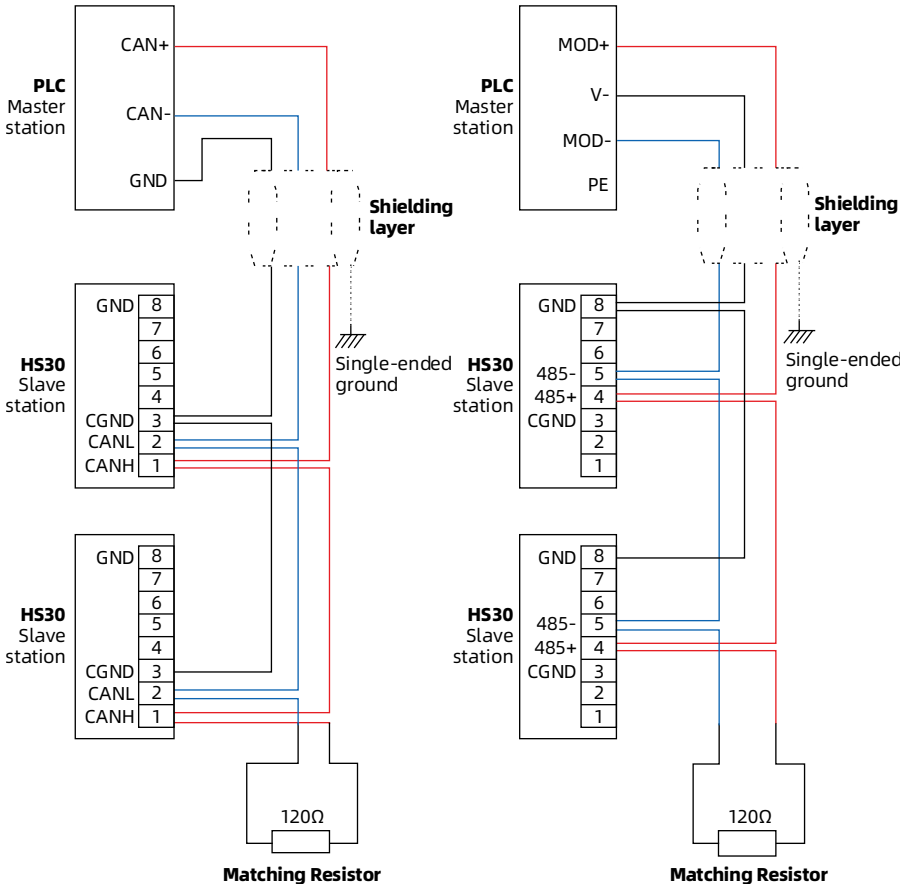 CAN+
PLC
Master
station
CAN-
GND
Shielding
layer
GND 8
7
6
HS30
Slave
station
5
4
CGND 3
CANL 2
CANH 1
Single-ended
ground
GND 8
7
6
HS30
Slave
station
5
4
CGND 3
CANL 2
CANH 1
120Ω
Matching Resistor
MOD+
PLC
Master
station
V-
MOD-
PE
Shielding
layer
GND 8
7
6
HS30
Slave
station
485- 5
485+ 4
CGND 3
2
1
Single-ended
ground
GND 8
7
6
HS30
Slave
station
485- 5
485+ 4
CGND 3
2
1
120Ω
Matching Resistor